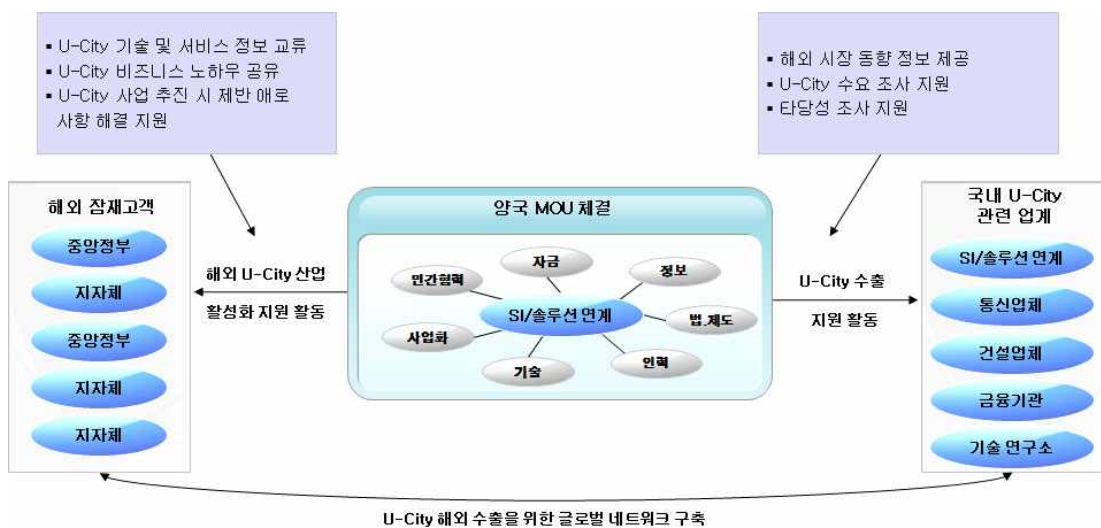 ▪ U-City 기술 및 서비스 정보 교류
▪ U-City 비즈니스 노하우 공유
▪ U-City 사업 추진 시 제반 애로
사항 해결 지원
▪ 해외 시장 동향 정보 제공
▪ U-City 수요 조사 지원
▪ 타당성 조사 지원
해외 잠재고객
중앙정부
지자체
중앙정부
지자체
지자체
해외 U-City 산업
활성화 지원 활동
양국 MOU 체결
자금
민간협력
정보
SI/솔루션 연계
법.제도
사업화
기술
인력
U-City 수출
지원 활동
국내 U-City
관련 업계
SI/솔루션 연계
통신업체
건설업체
금융기관
기술 연구소
U-City 해외 수출을 위한 글로벌 네트워크 구축